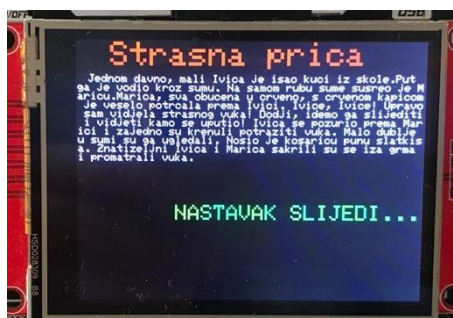 USB
Strasna prica
Jednom davno, mali Ivica je isao kuci iz skole.Put
ga je vodio kroz sumu. Na samom rubu sume susreo je M
aricu.Marica, sva obucena u crveno, s crvenom kapicom
je veselo potrcala prema Ivici. Ivice, Ivice! Upravo
sam vidjela strasnog vuka! Dodji, idemo ga slijediti
i vidjeti kamo se uputio! Ivica se pozurio prema Mar
ici i zajedno su krenuli potraziti vuka. Malo dublje
u sumi su ga ugledali. Nosio je kosaricu punu slatkis
a. Znatizeljni Ivica i Marica sakrili su se iza grma
i promatrali vuka.
NASTAVAK SLIJEDI...
HSD028309 B8